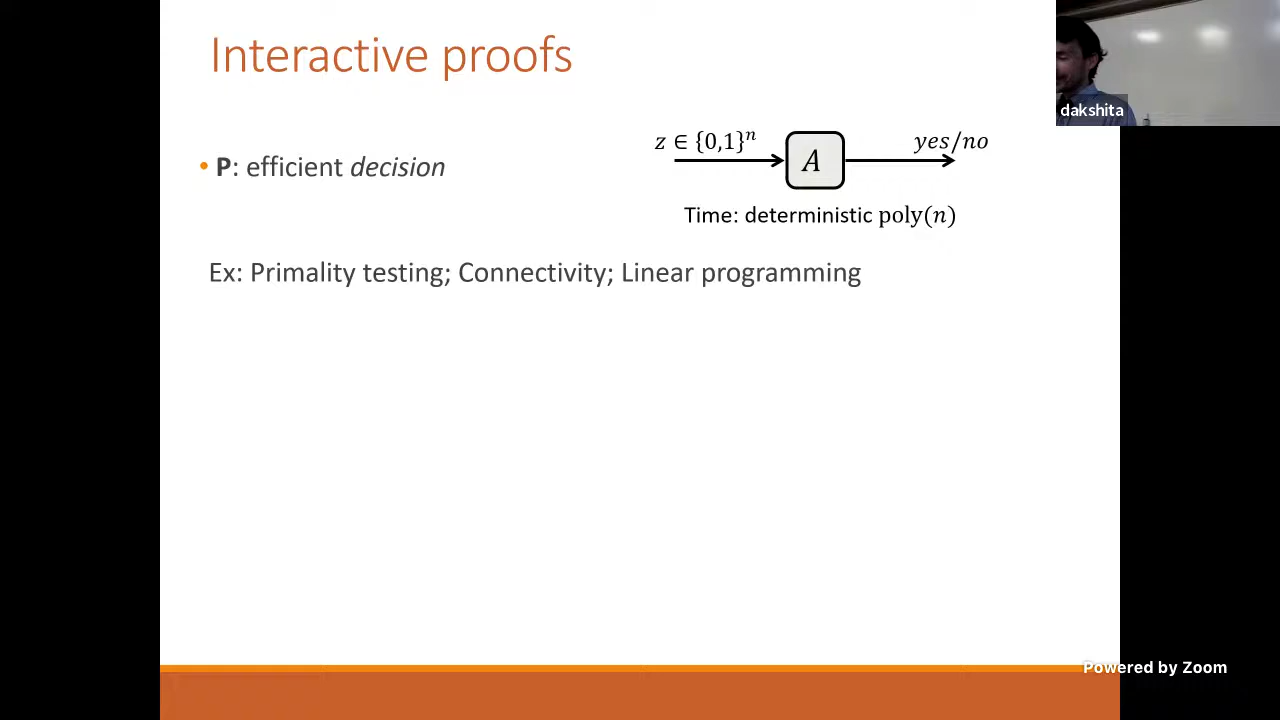 Interactive proofs
dakshita
• P: efficient decision
z ∈ {0,1}ⁿ
A
yes/no
Time: deterministic poly(n)
Ex: Primality testing; Connectivity; Linear programming
Powered by Zoom